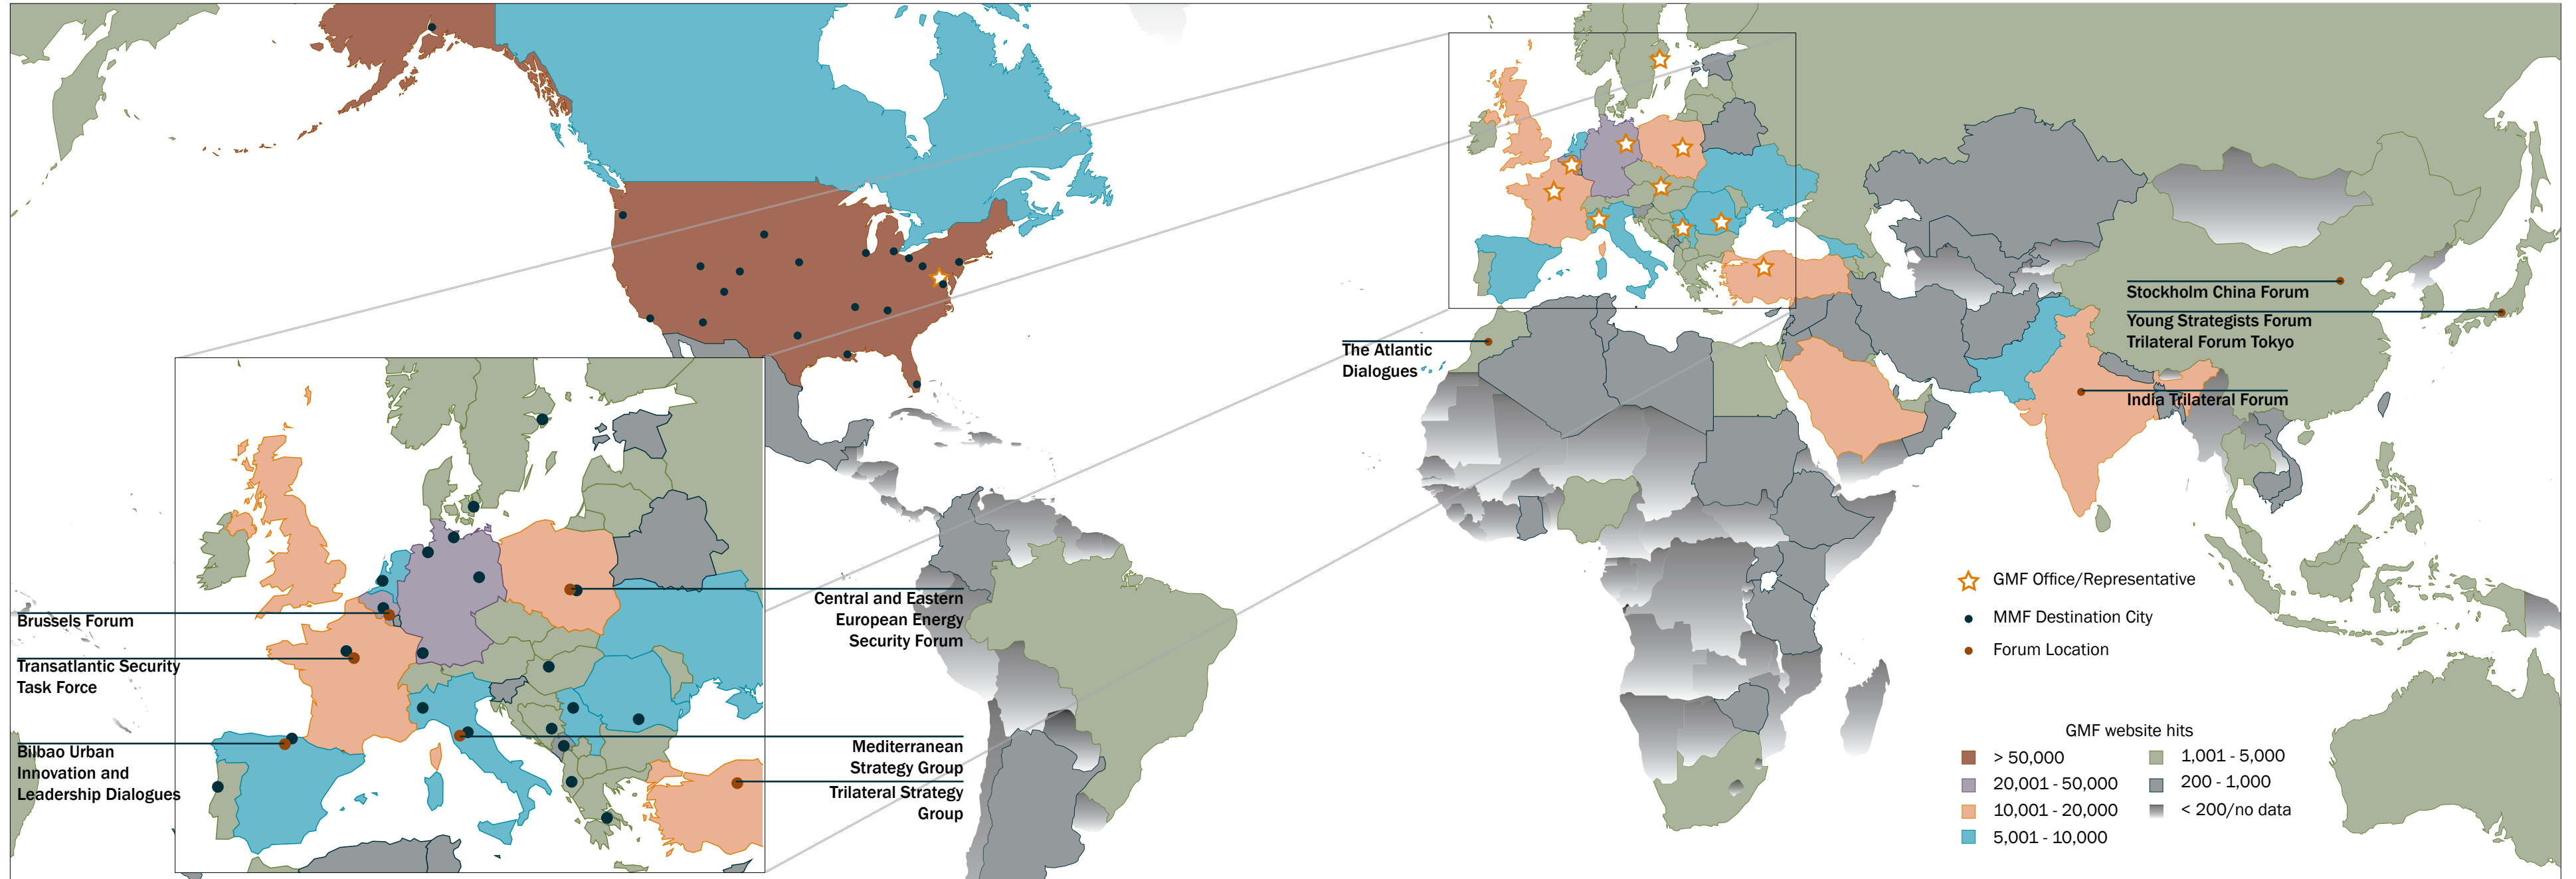 Stockholm China Forum
Young Strategists Forum
Trilateral Forum Tokyo
The Atlantic
Dialogues
India Trilateral Forum
Brussels Forum
Transatlantic Security
Task Force
Bilbao Urban
Innovation and
Leadership Dialogues
Central and Eastern
European Energy
Security Forum
Mediterranean
Strategy Group
Trilateral Strategy
Group
GMF Office/Representative
MMF Destination City
Forum Location
GMF website hits
> 50,000
20,001 - 50,000
10,001 - 20,000
5,001 - 10,000
1,001 - 5,000
200 - 1,000
< 200/no data